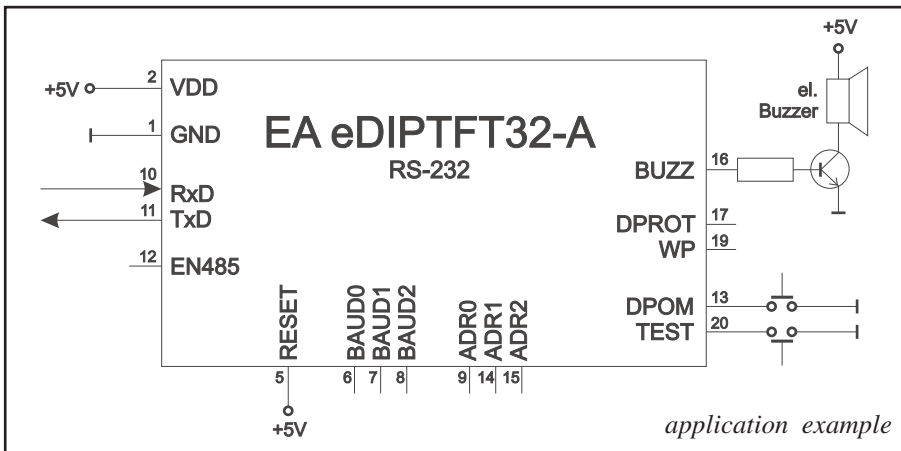 +5V
2
VDD
+5V
el.
Buzzer
1
GND
EA eDIPTFT32-A
RS-232
BUZZ
16
10
RxD
11
TxD
DPROT
17
WP
19
12
EN485
DPOM
13
TEST
20
RESET
BAUD0
BAUD1
BAUD2
ADR0
ADR1
ADR2
5
6
7
8
9
14
15
+5V
application example